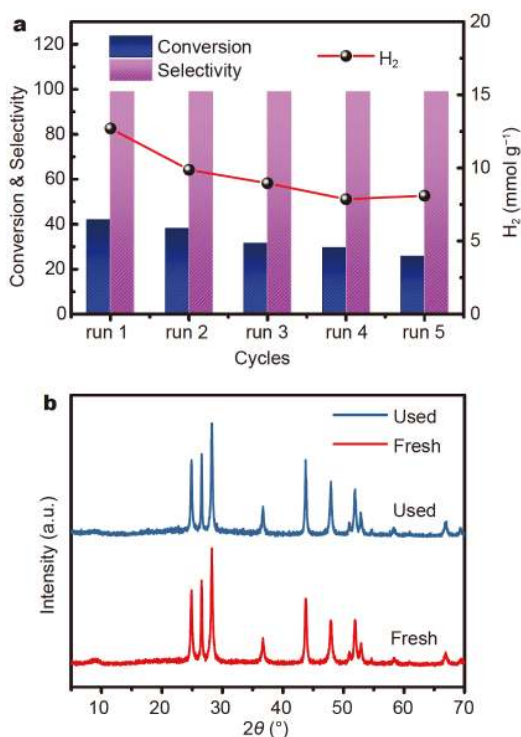 a
120
100
80
60
40
20
0
Conversion & Selectivity
Conversion
Selectivity
H₂
20
15
10
5
0
H₂ (mmol g⁻¹)
run 1 run 2 run 3 run 4 run 5
Cycles
b
Used
Fresh
Used
Fresh
Intensity (a.u.)
10 20 30 40 50 60 70
2θ (°)